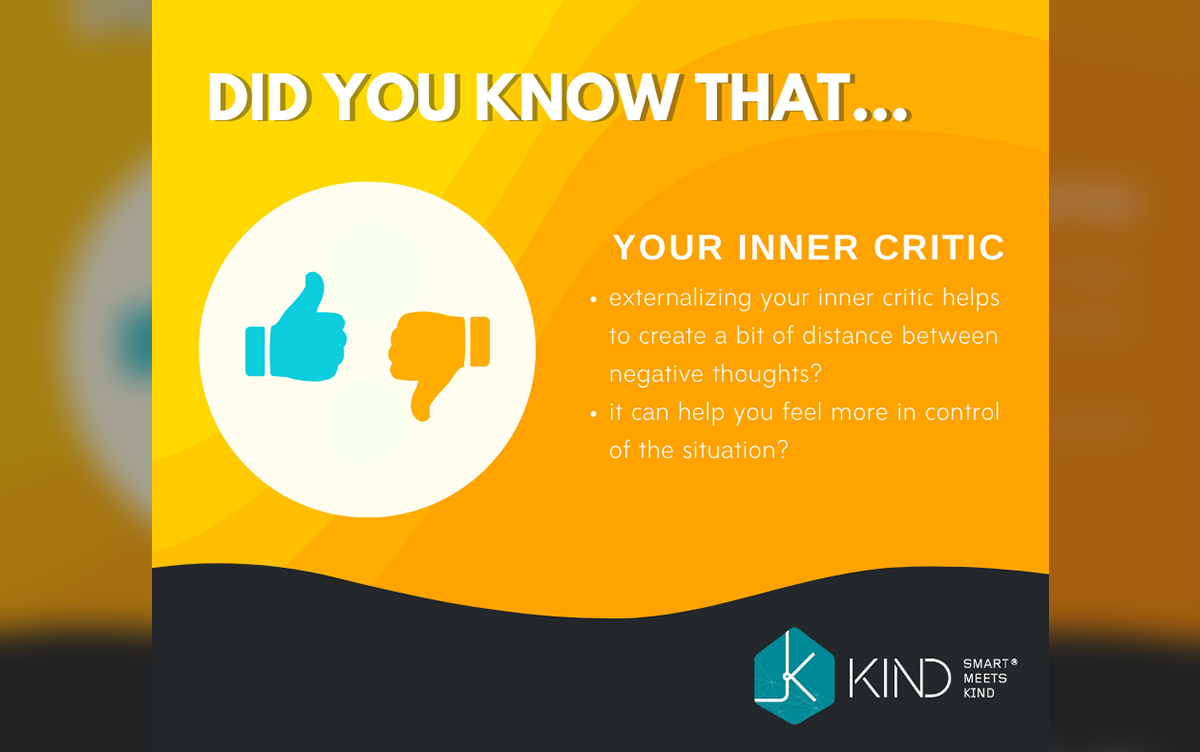 DID YOU KNOW THAT...
YOUR INNER CRITIC
• externalizing your inner critic helps
to create a bit of distance between
negative thoughts?
• it can help you feel more in control
of the situation?
KIND
SMART®
MEETS
KIND